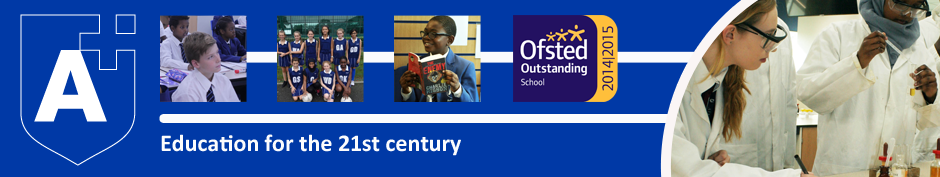 A
Ofsted
Outstanding
School
2014|2015
Education for the 21st century